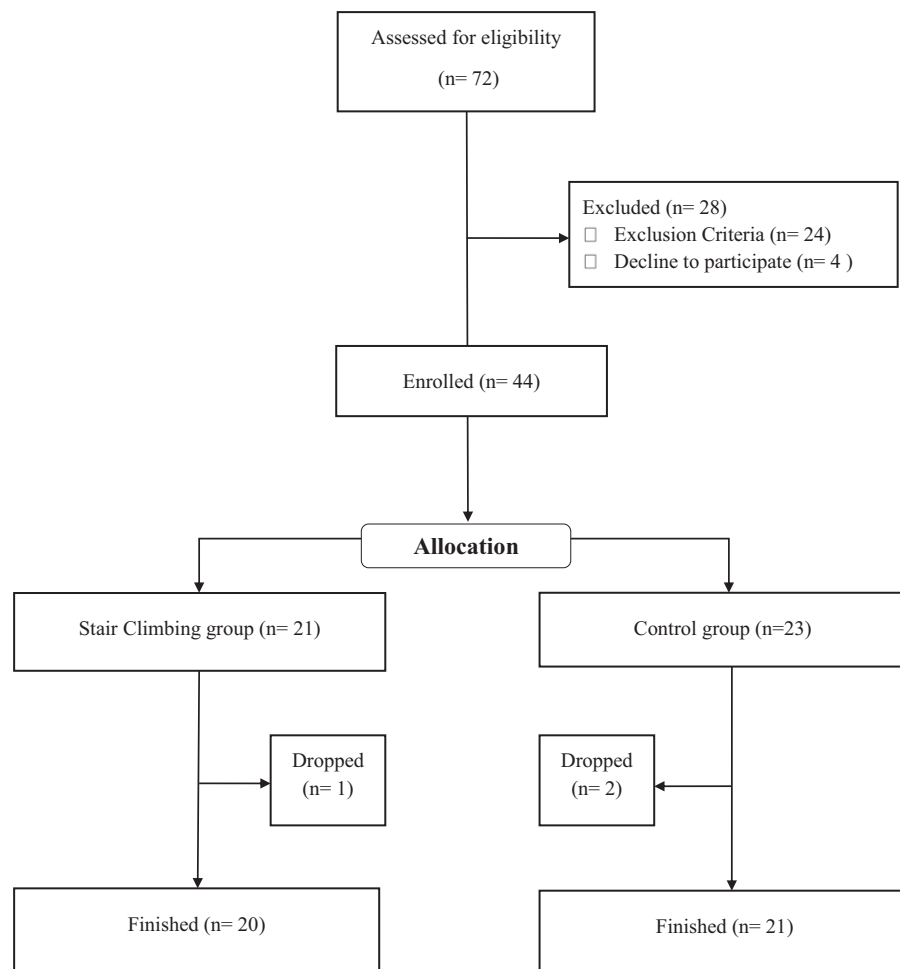 Assessed for eligibility
(n= 72)
Excluded (n= 28)
□ Exclusion Criteria (n= 24)
□ Decline to participate (n= 4 )
Enrolled (n= 44)
Allocation
Stair Climbing group (n= 21)
Control group (n=23)
Dropped
(n= 1)
Dropped
(n= 2)
Finished (n= 20)
Finished (n= 21)